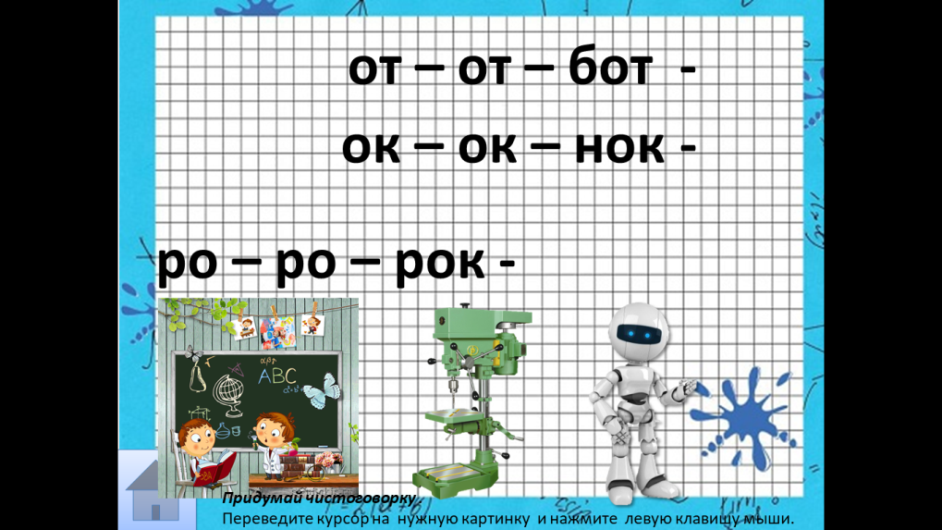 от – от – бот -
ок – ок – нок -
ро – ро – рок -
ABC
Придумай чистоговорку.
Переведите курсор на нужную картинку и нажмите левую клавишу мыши.